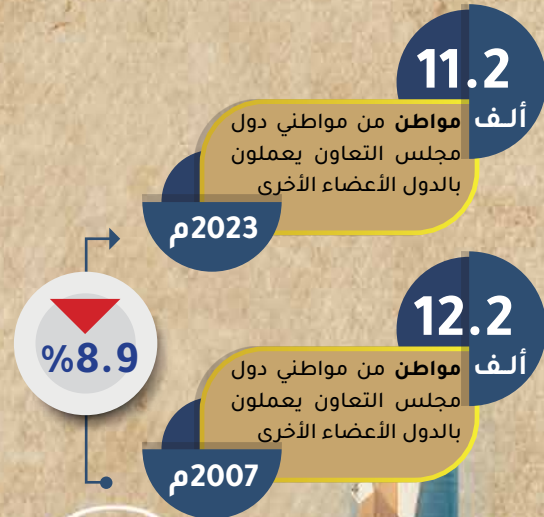 11.2
ألف
مواطن من مواطني دول
مجلس التعاون يعملون
بالدول الأعضاء الأخرى
2023م
%8.9
12.2
ألف
مواطن من مواطني دول
مجلس التعاون يعملون
بالدول الأعضاء الأخرى
2007م